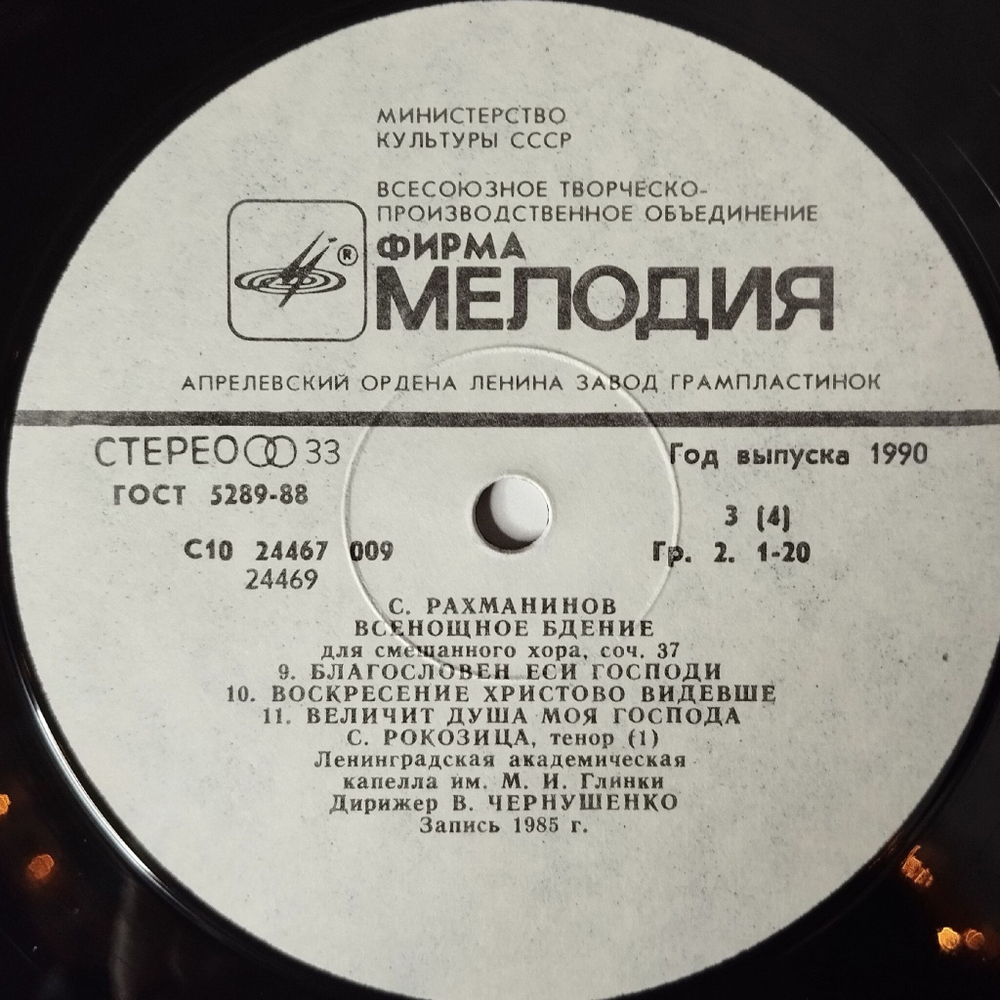 МИНИСТЕРСТВО
КУЛЬТУРЫ СССР
ВСЕСОЮЗНОЕ ТВОРЧЕСКО-
ПРОИЗВОДСТВЕННОЕ ОБЪЕДИНЕНИЕ
ФИРМА
®
МЕЛОДИЯ
АПРЕЛЕВСКИЙ ОРДЕНА ЛЕНИНА ЗАВОД ГРАМПЛАСТИНОК
СТЕРЕО 33
Год выпуска 1990
ГОСТ 5289-88
3 (4)
С10 24467 009
Гр. 2. 1-20
24469
С. РАХМАНИНОВ
ВСЕНОЩНОЕ БДЕНИЕ
для смешанного хора, соч. 37
9. БЛАГОСЛОВЕН ЕСИ ГОСПОДИ
10. ВОСКРЕСЕНИЕ ХРИСТОВО ВИДЕВШЕ
11. ВЕЛИЧИТ ДУША МОЯ ГОСПОДА
С. РОКОЗИЦА, тенор (1)
Ленинградская академическая
капелла им. М. И. Глинки
Дирижер В. ЧЕРНУШЕНКО
Запись 1985 г.